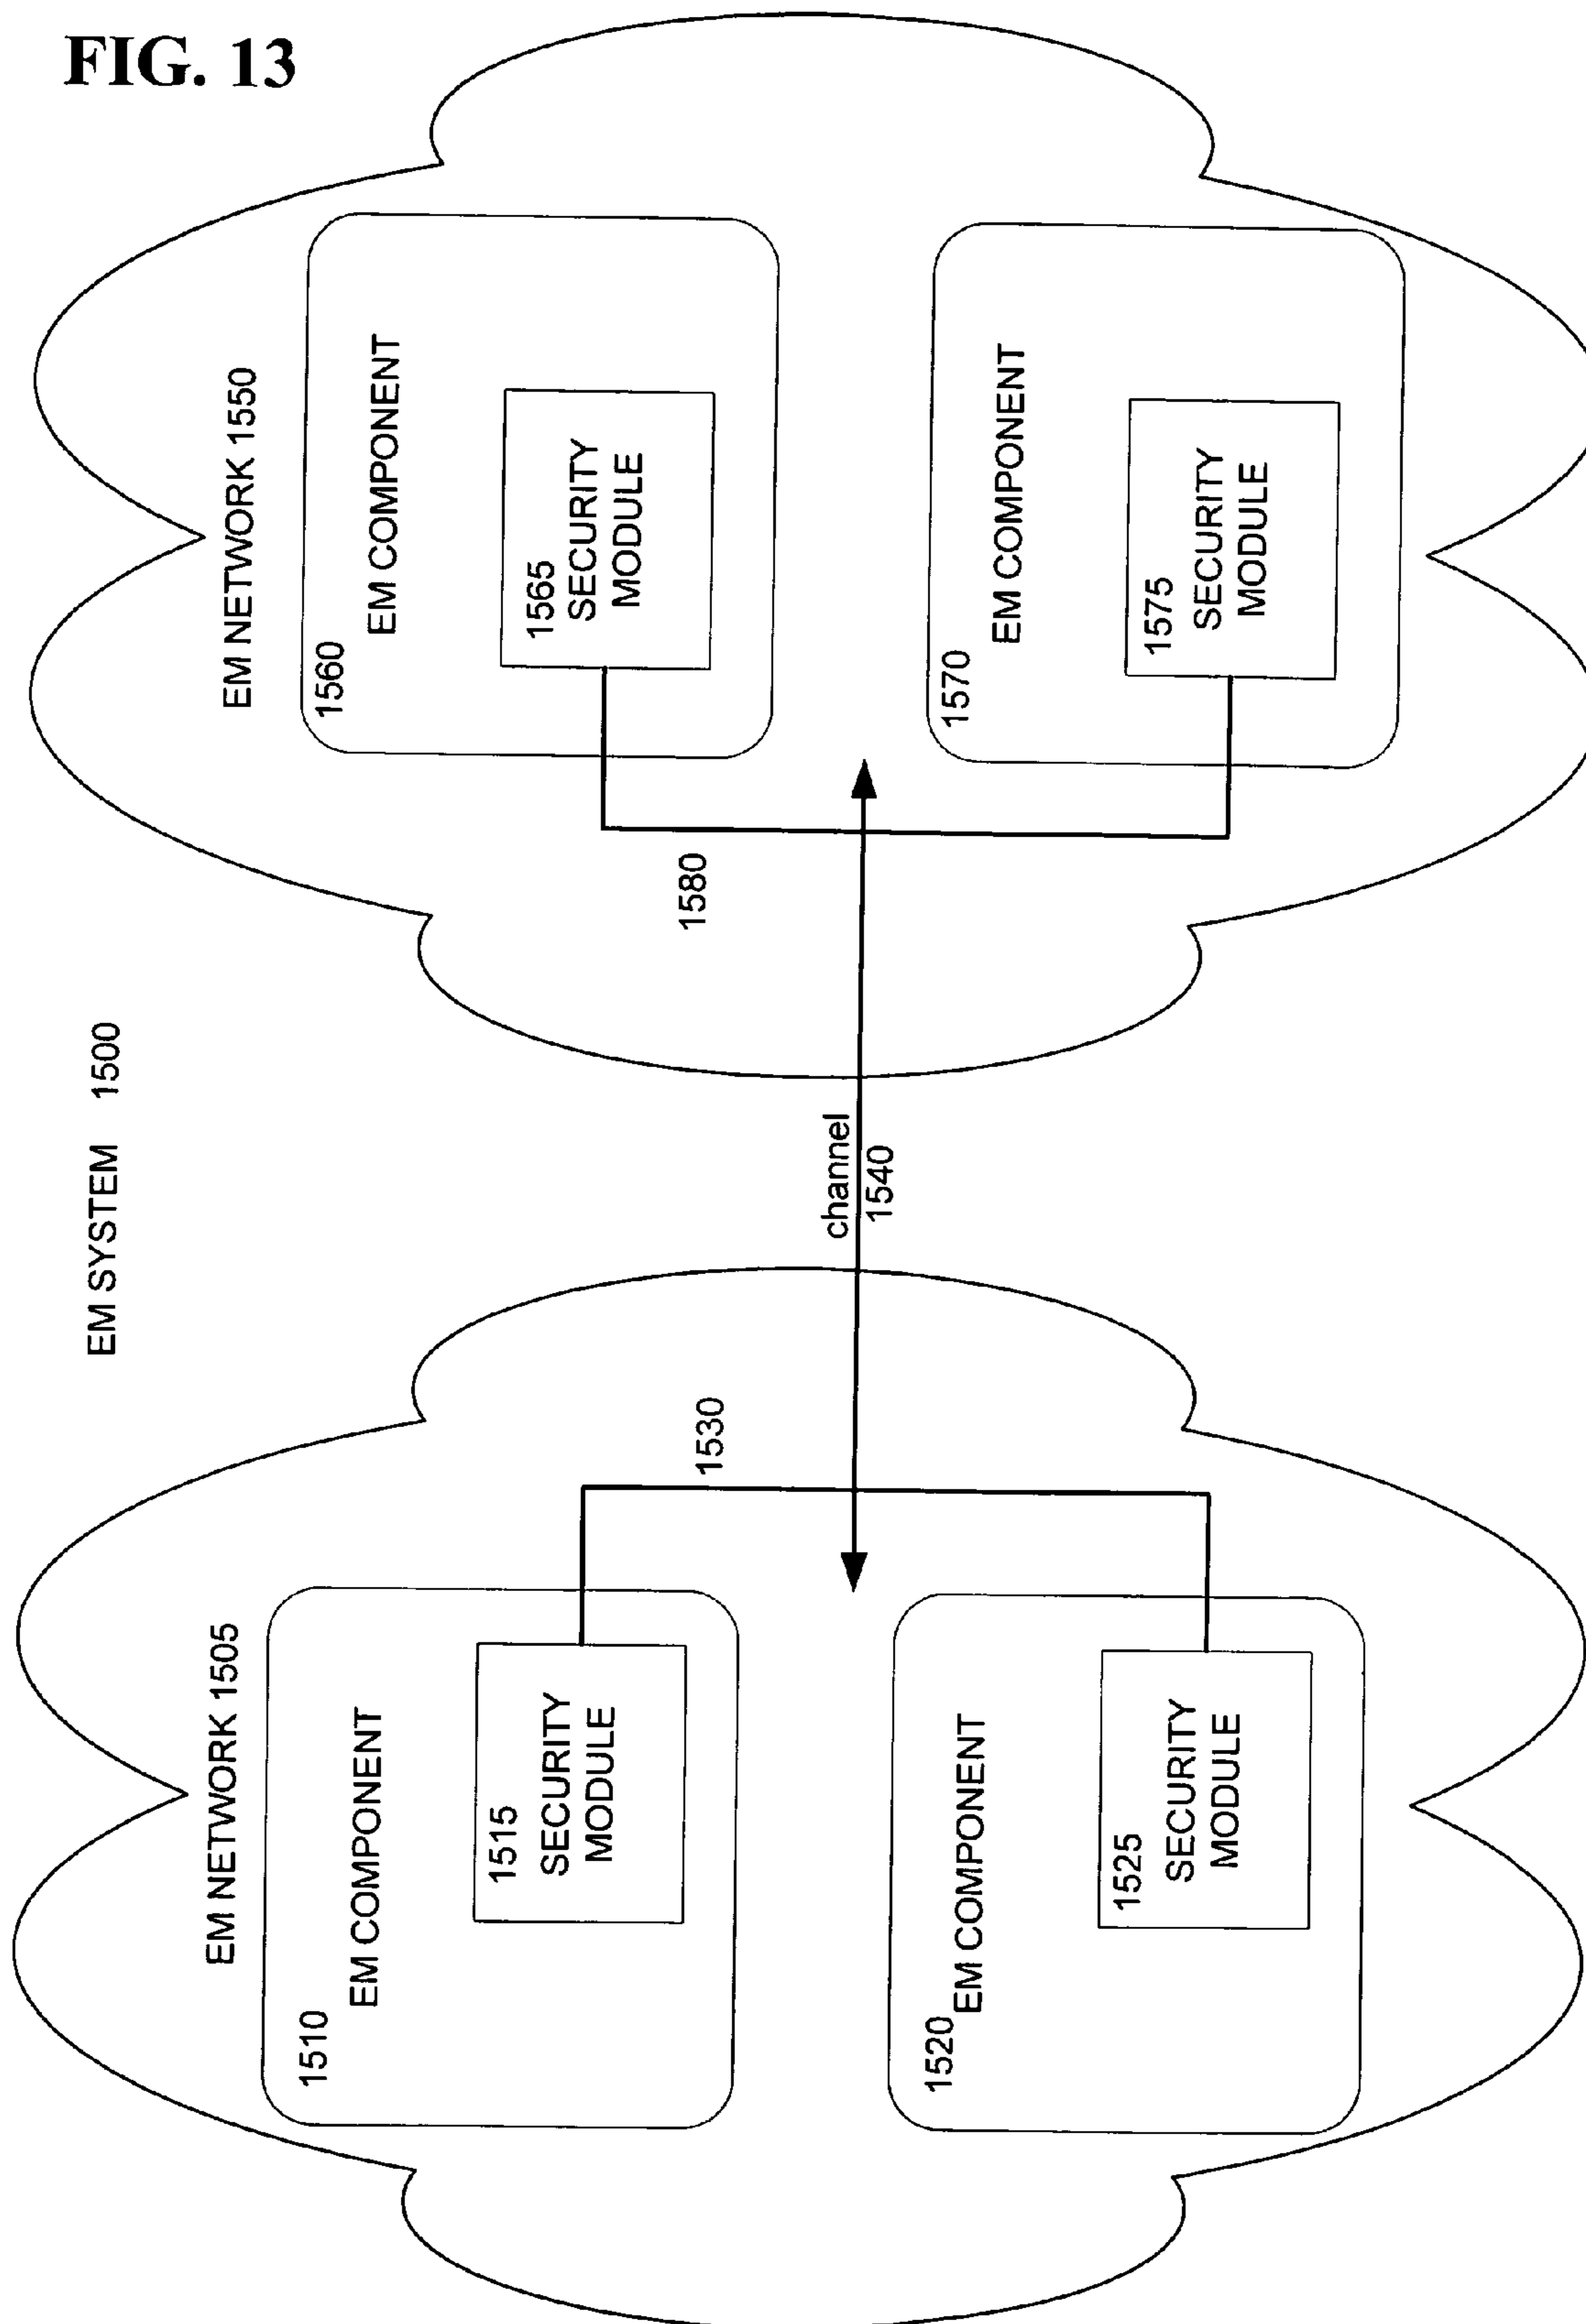 FIG. 13
EM SYSTEM 1500
EM NETWORK 1505
1510
EM COMPONENT
1515
SECURITY
MODULE
1520
EM COMPONENT
1525
SECURITY
MODULE
1530
channel
1540
EM NETWORK 1550
1560
EM COMPONENT
1565
SECURITY
MODULE
1570
EM COMPONENT
1575
SECURITY
MODULE
1580